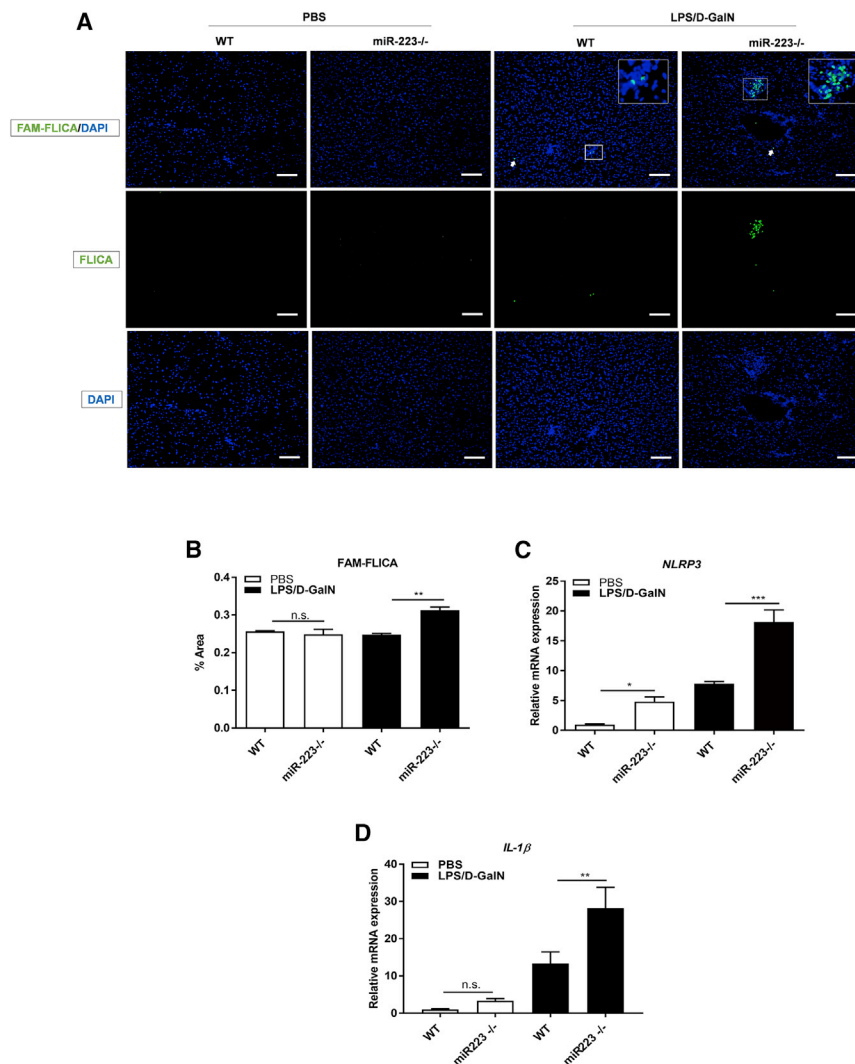 A
PBS
LPS/D-GalN
WT
miR-223-/-
WT
miR-223-/-
FAM-FLICA/DAPI
FLICA
DAPI
B
FAM-FLICA
PBS
LPS/D-GalN
n.s.
**
% Area
0.4
0.3
0.2
0.1
0.0
WT
miR-223-/-
WT
miR-223-/-
C
NLRP3
PBS
LPS/D-GalN
*
***
Relative mRNA expression
25
20
15
10
5
0
WT
miR-223-/-
WT
miR-223-/-
D
IL-1β
PBS
LPS/D-GalN
n.s.
**
Relative mRNA expression
40
30
20
10
0
WT
miR223 -/-
WT
miR223 -/-